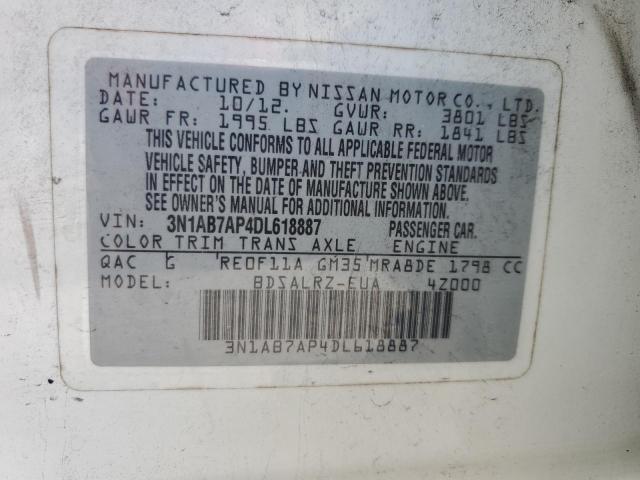 MANUFACTURED BY NISSAN MOTOR CO., LTD.
DATE: 10/12. GVWR: 3801 LBS
GAWR FR: 1995 LBS GAWR RR: 1841 LBS
THIS VEHICLE CONFORMS TO ALL APPLICABLE FEDERAL MOTOR
VEHICLE SAFETY, BUMPER AND THEFT PREVENTION STANDARDS
IN EFFECT ON THE DATE OF MANUFACTURE SHOWN ABOVE.
SEE OWNER'S MANUAL FOR ADDITIONAL INFORMATION.
VIN: 3N1AB7AP4DL618887 PASSENGER CAR.
COLOR TRIM TRANS AXLE ENGINE
QAC G RE0F11A GM35 MRA8DE 1798 CC
MODEL: BDSALRZ-EUA 4Z000
3N1AB7AP4DL618887